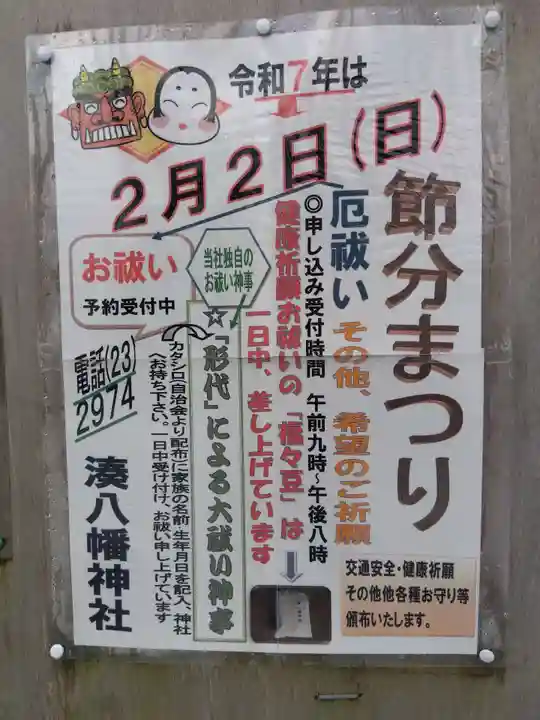 令和7年は
2月2日(日)
節分まつり
厄祓い その他、希望のご祈願
◎申し込み受付時間 午前九時~午後八時
健康祈願お祓いの「福々豆」は
一日中、差し上げています
当社独自の
お祓い神事
☆「形代」による大祓い神事
カタシロ(自治会より配布)に家族の名前・生年月日を記入、神社
へお持ち下さい。一日中受け付け、お祓い申し上げています
お祓い
予約受付中
電話(23)
2974
湊八幡神社
交通安全・健康祈願
その他他各種お守り等
頒布いたします。